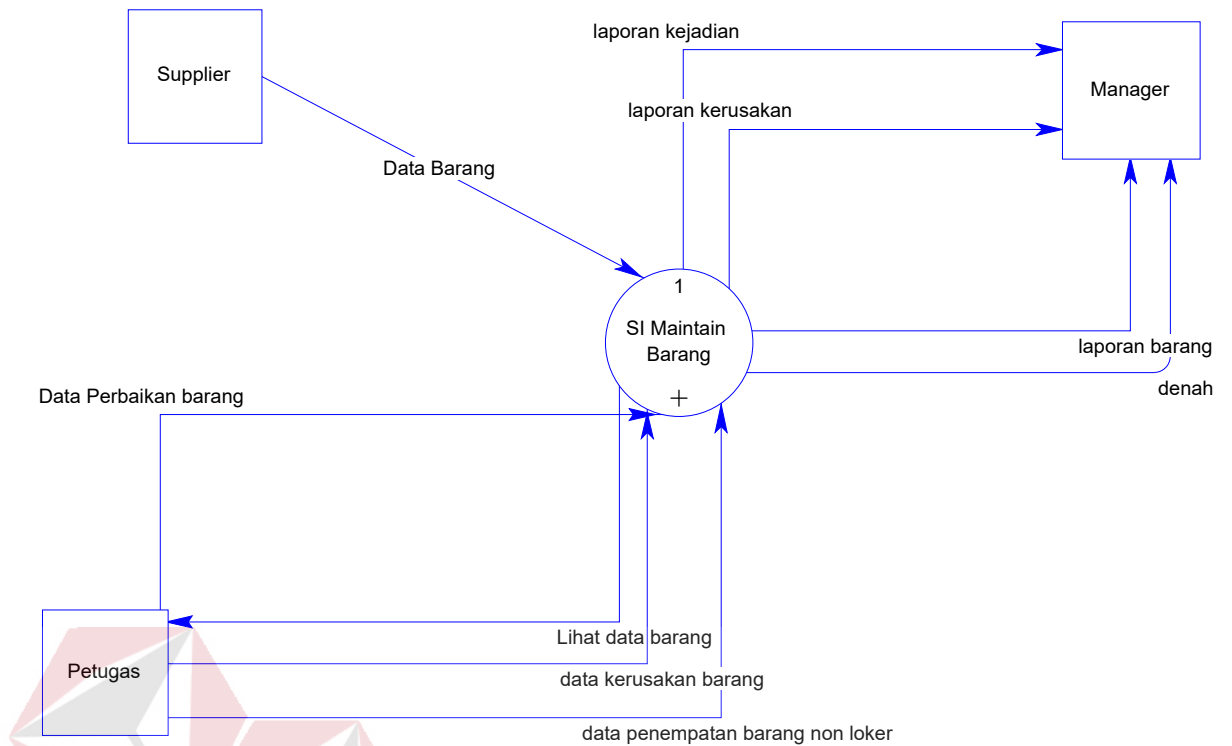 laporan kejadian
Supplier
Manager
laporan kerusakan
Data Barang
1
SI Maintain
Barang
+
laporan barang
denah
Data Perbaikan barang
Lihat data barang
Petugas
data kerusakan barang
data penempatan barang non loker